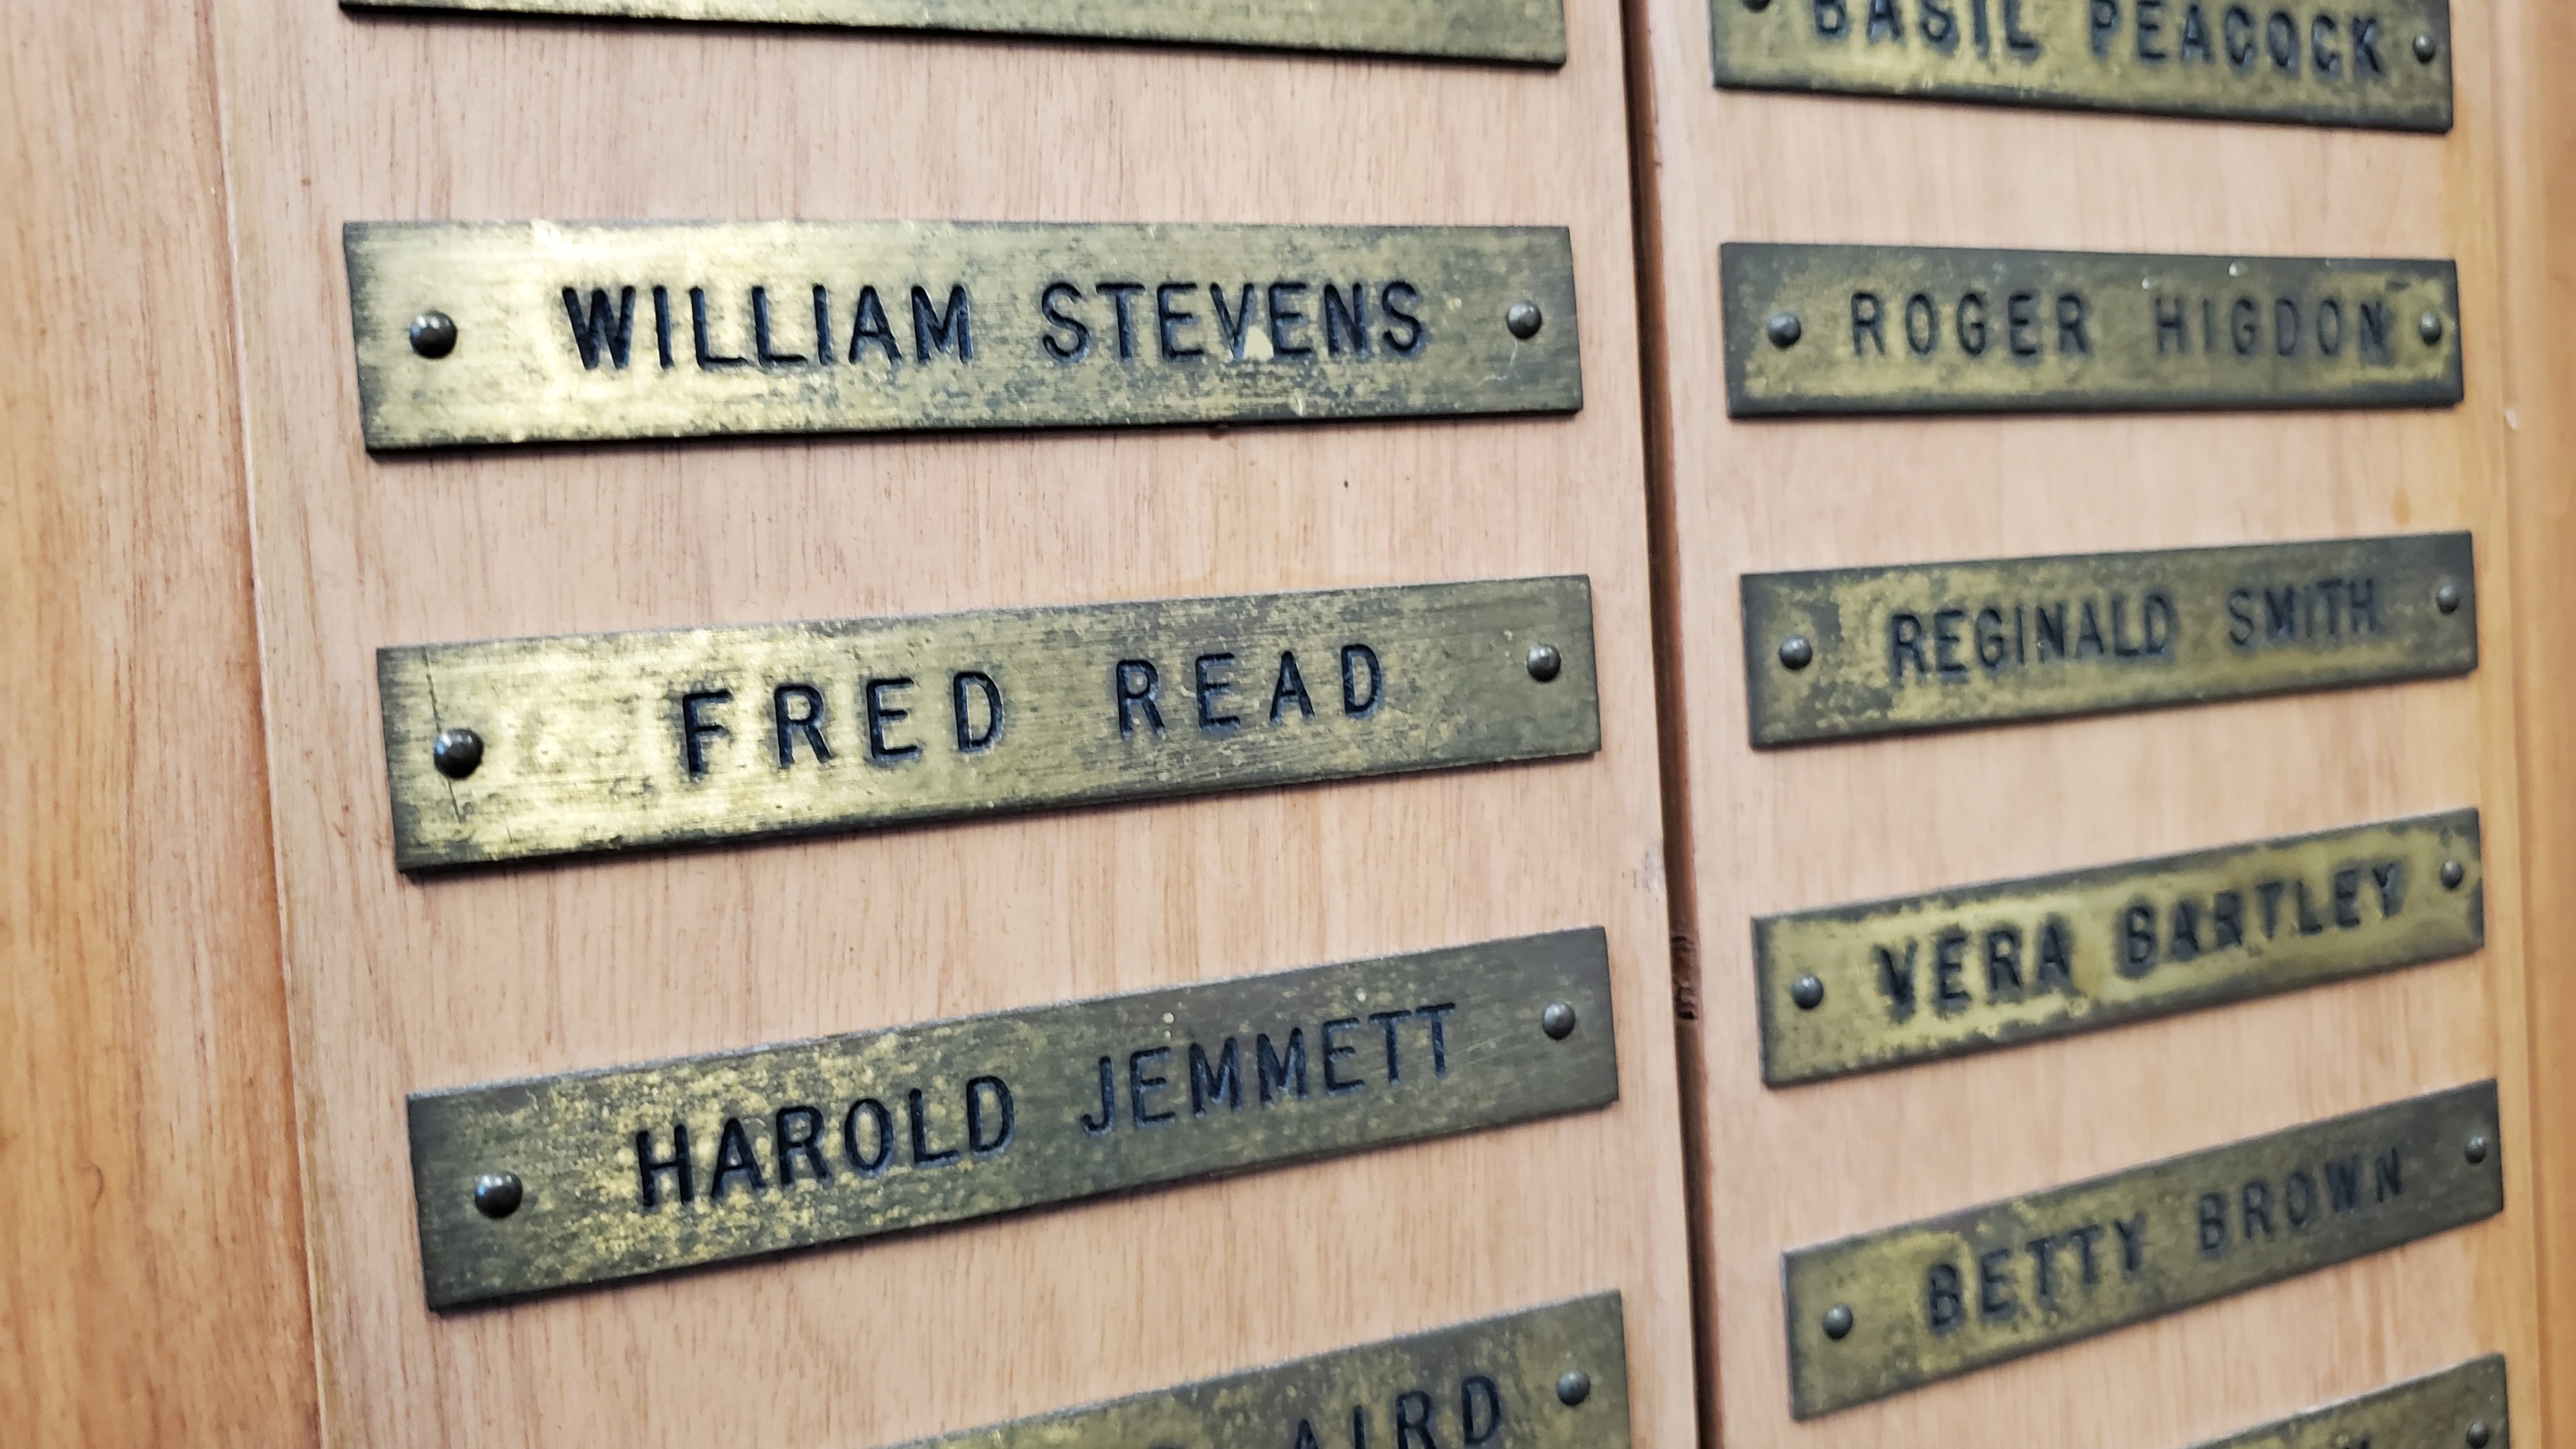 WILLIAM STEVENS
FRED READ
HAROLD JEMMETT
BASIL PEACOCK
ROGER HIGDON
REGINALD SMITH
VERA BARTLEY
BETTY BROWN